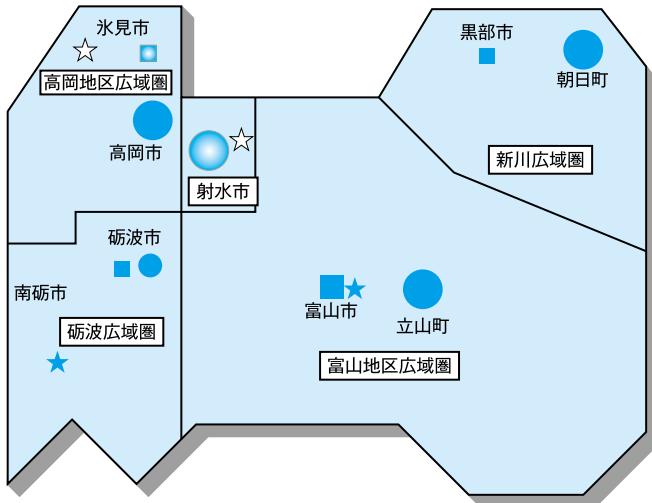 氷見市
高岡地区広域圏
高岡市
射水市
黒部市
朝日町
新川広域圏
砺波市
南砺市
砺波広域圏
富山市
立山町
富山地区広域圏